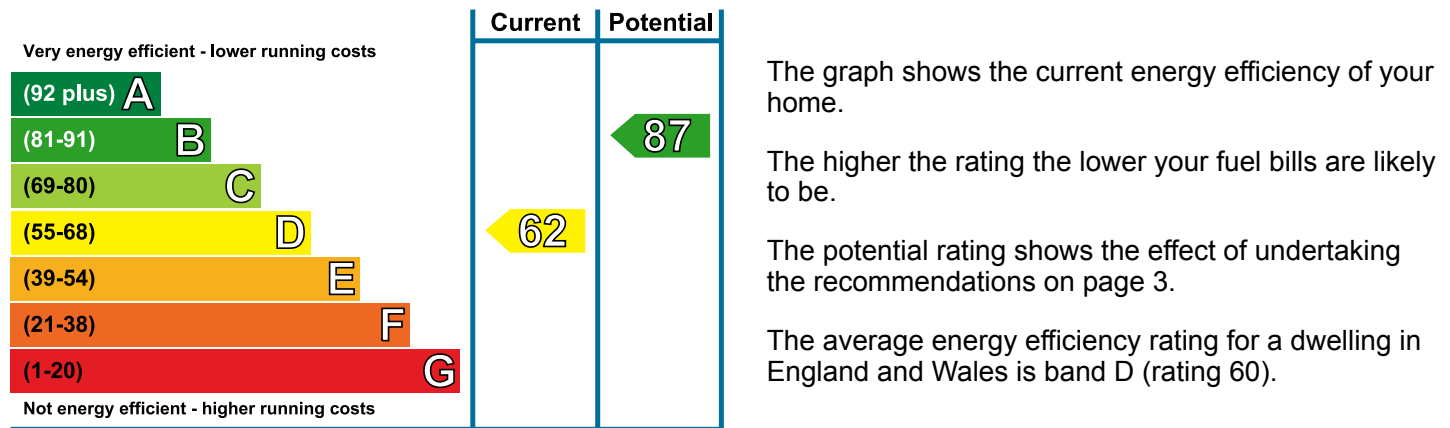 Current Potential
Very energy efficient - lower running costs
(92 plus) A
(81-91) B
87
(69-80) C
(55-68) D
62
(39-54) E
(21-38) F
(1-20) G
Not energy efficient - higher running costs
The graph shows the current energy efficiency of your
home.
The higher the rating the lower your fuel bills are likely
to be.
The potential rating shows the effect of undertaking
the recommendations on page 3.
The average energy efficiency rating for a dwelling in
England and Wales is band D (rating 60).